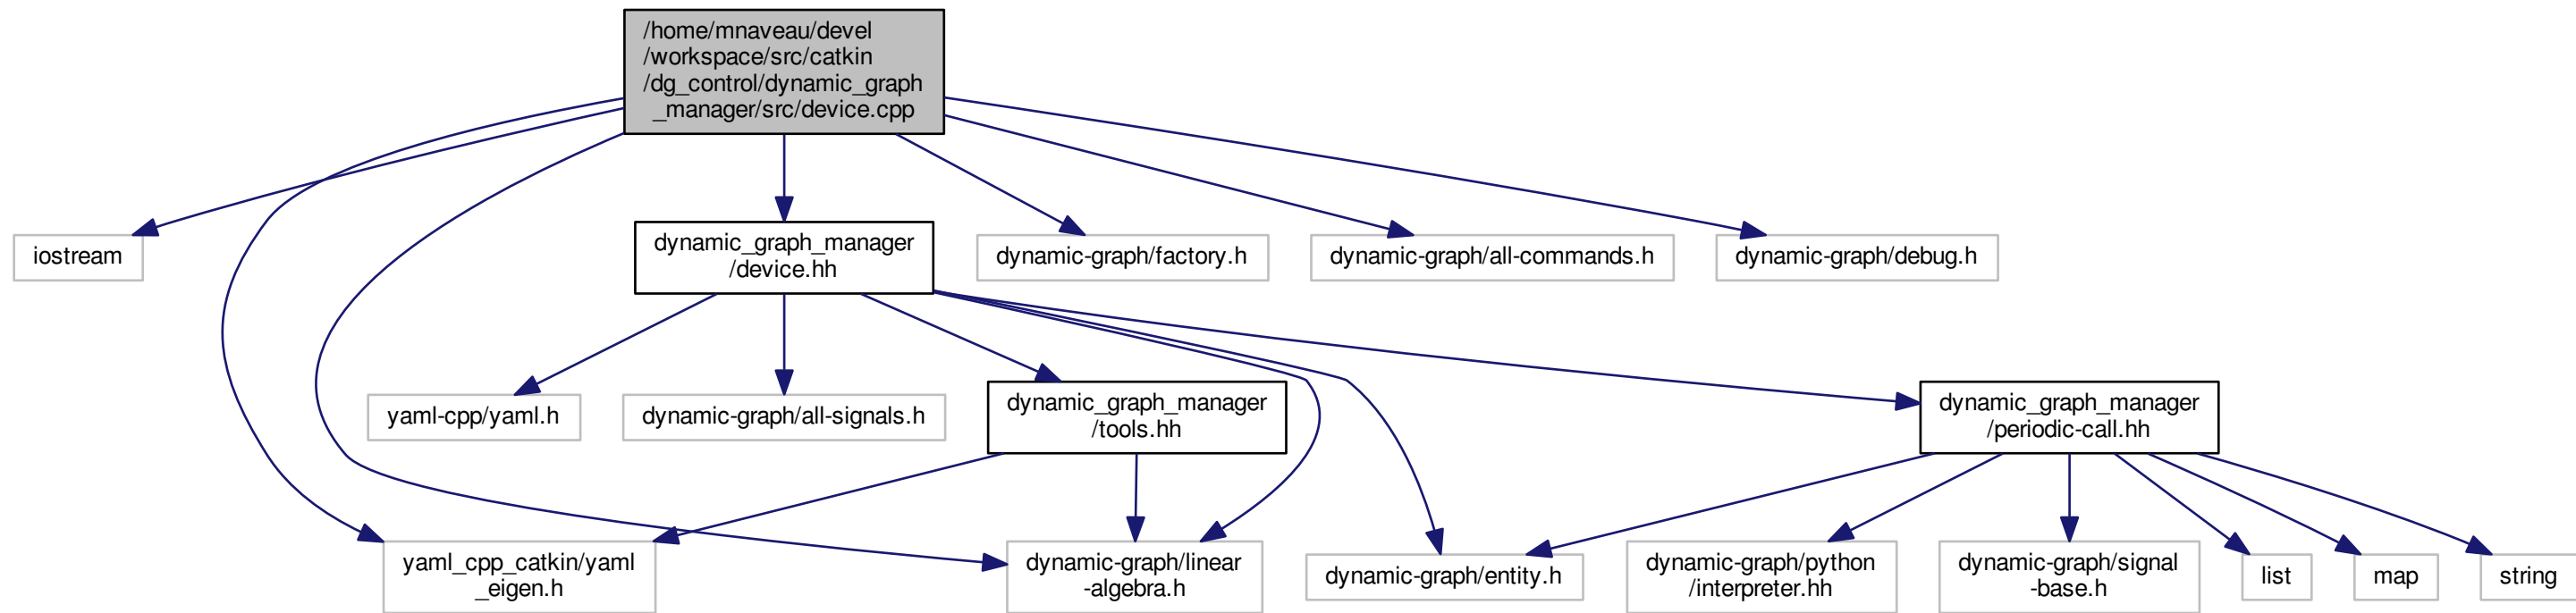 /home/mnaveau/devel
/workspace/src/catkin
/dg_control/dynamic_graph
_manager/src/device.cpp
iostream
dynamic_graph_manager
/device.hh
dynamic-graph/factory.h
dynamic-graph/all-commands.h
dynamic-graph/debug.h
yaml-cpp/yaml.h
dynamic-graph/all-signals.h
dynamic_graph_manager
/tools.hh
dynamic_graph_manager
/periodic-call.hh
yaml_cpp_catkin/yaml
_eigen.h
dynamic-graph/linear
-algebra.h
dynamic-graph/entity.h
dynamic-graph/python
/interpreter.hh
dynamic-graph/signal
-base.h
list
map
string